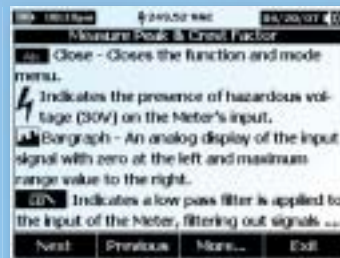 04/20/07
Measure Peak & Crest Factor
Close - Closes the function and mode
menu.
Indicates the presence of hazardous vol-
tage (30V) on the Meter's input.
Bargraph - An analog display of the input
signal with zero at the left and maximum
range value to the right.
Indicates a low pass filter is applied to
the input of the Meter, filtering out signals ...
Next Previous More... Exit